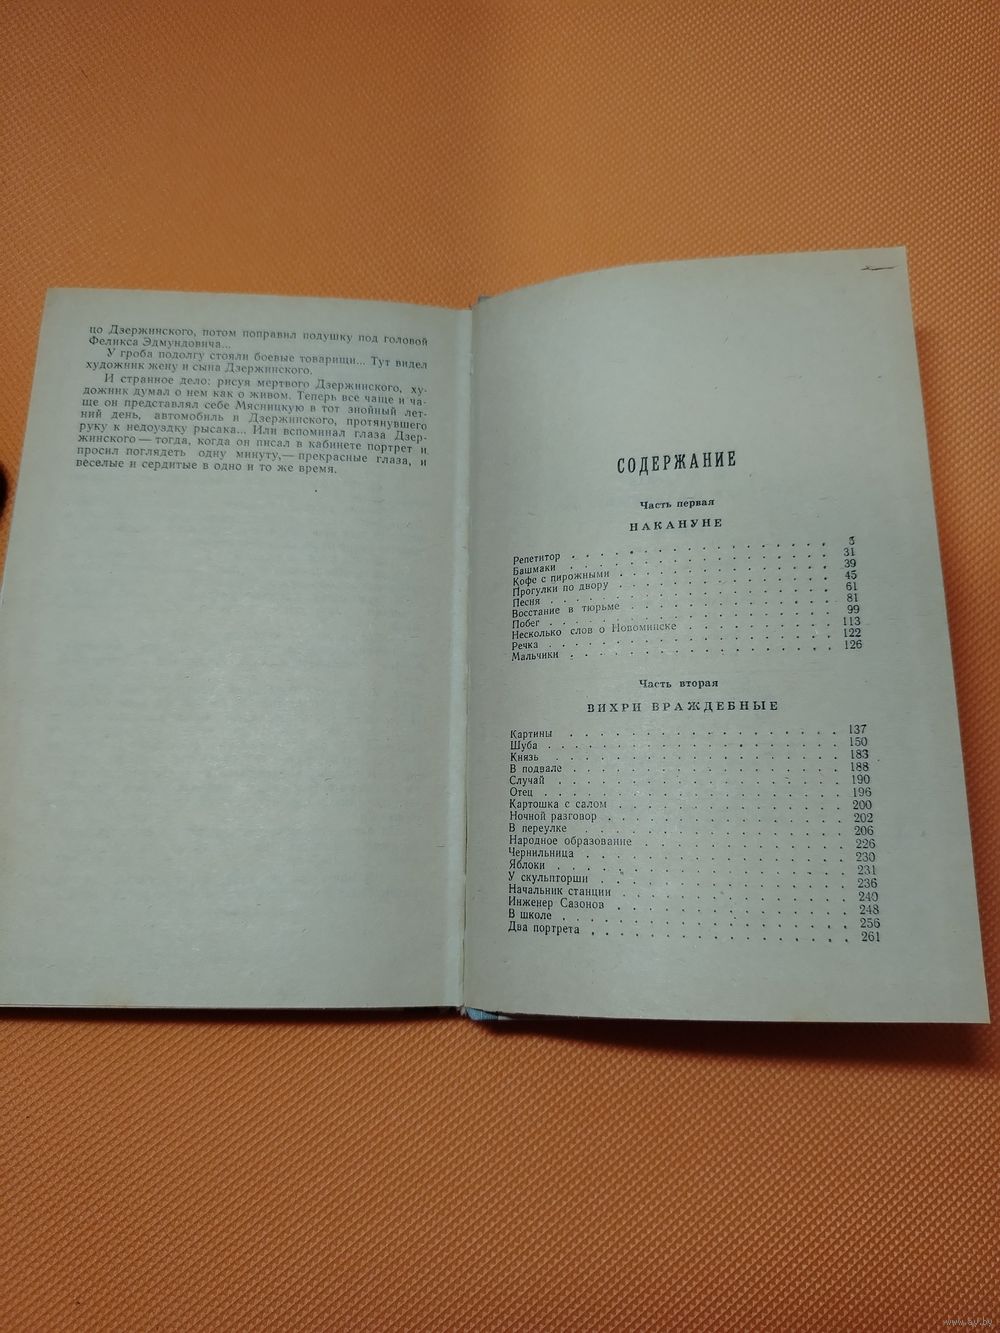 цо Дзержинского, потом поправил подушку под головой
Феликса Эдмундовича...
У гроба подолгу стояли боевые товарищи... Тут видел
художник жену и сына Дзержинского.
И странное дело: рисуя мертвого Дзержинского, ху-
дожник думал о нем как о живом. Теперь все чаще и ча-
ще он представлял себе Мясницкую в тот знойный лет-
ний день, автомобиль и Дзержинского, протянувшего
руку к недоуздку рысака... Или вспоминал глаза Дзер-
жинского — тогда, когда он писал в кабинете портрет и
просил поглядеть одну минуту,— прекрасные глаза, и
веселые и сердитые в одно и то же время.
СОДЕРЖАНИЕ
Часть первая
НАКАНУНЕ
Репетитор . . . . . . . . . . . . . 5
Башмаки . . . . . . . . . . . . . 31
Кофе с пирожными . . . . . . . . . . 39
Прогулки по двору . . . . . . . . . . 45
Песня . . . . . . . . . . . . . . 61
Восстание в тюрьме . . . . . . . . . . 81
Побег . . . . . . . . . . . . . . 99
Несколько слов о Новоминске . . . . . . . 113
Речка . . . . . . . . . . . . . . 122
Мальчики . . . . . . . . . . . . . 126
Часть вторая
ВИХРИ ВРАЖДЕБНЫЕ
Картины . . . . . . . . . . . . . 137
Шуба . . . . . . . . . . . . . . 150
Князь . . . . . . . . . . . . . . 183
В подвале . . . . . . . . . . . . . 188
Случай . . . . . . . . . . . . . . 190
Отец . . . . . . . . . . . . . . 196
Картошка с салом . . . . . . . . . . 200
Ночной разговор . . . . . . . . . . . 202
В переулке . . . . . . . . . . . . 206
Народное образование . . . . . . . . . 226
Чернильница . . . . . . . . . . . . 230
Яблоки . . . . . . . . . . . . . . 231
У скульпторши . . . . . . . . . . . 236
Начальник станции . . . . . . . . . . 240
Инженер Сазонов . . . . . . . . . . . 248
В школе . . . . . . . . . . . . . 256
Два портрета . . . . . . . . . . . . 261
www.ay.by